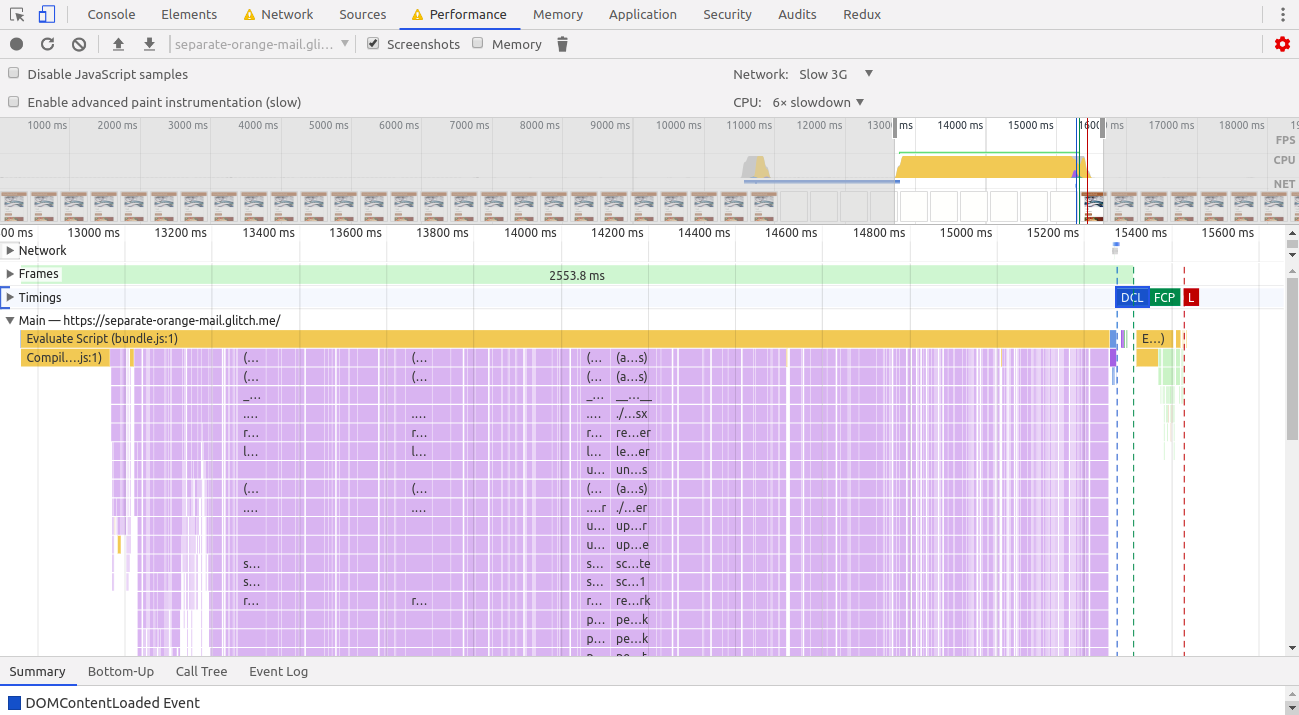 Console Elements Network Sources Performance Memory Application Security Audits Redux
separate-orange-mail.gli... Screenshots Memory
Disable JavaScript samples Network: Slow 3G
Enable advanced paint instrumentation (slow) CPU: 6× slowdown
1000 ms 2000 ms 3000 ms 4000 ms 5000 ms 6000 ms 7000 ms 8000 ms 9000 ms 10000 ms 11000 ms 12000 ms 13000 ms 14000 ms 15000 ms 16000 ms 17000 ms 18000 ms 19
FPS
CPU
NET
00 ms 13000 ms 13200 ms 13400 ms 13600 ms 13800 ms 14000 ms 14200 ms 14400 ms 14600 ms 14800 ms 15000 ms 15200 ms 15400 ms 15600 ms
Network
Frames 2553.8 ms
Timings DCL FCP L
Main — https://separate-orange-mail.glitch.me/
Evaluate Script (bundle.js:1) E...)
Compil....js:1) (... (... (... (a...s)
(... (... (... (a...s)
_... _... __...__
.... .... .... ./...sx
r... r... r... re...er
l... l... l... le...er
u... un...s
(... (... (... (a...s)
.... .... ....r ./...er
u... up...r
u... up...e
s... s... sc...te
s... s... sc...1
r... r... r... re...rk
p... pe...k
p... pe...k
Summary Bottom-Up Call Tree Event Log
DOMContentLoaded Event